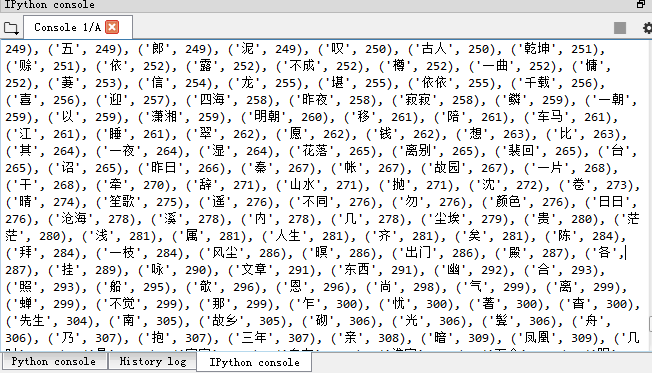 IPython console
Console 1/A
249), ('五', 249), ('郎', 249), ('泥', 249), ('叹', 250), ('古人', 250), ('乾坤', 251),
('赊', 251), ('依', 252), ('露', 252), ('不成', 252), ('樽', 252), ('一曲', 252), ('慵',
252), ('萋', 253), ('信', 254), ('龙', 255), ('堪', 255), ('依依', 255), ('千载', 256),
('喜', 256), ('迎', 257), ('四海', 258), ('昨夜', 258), ('寂寂', 258), ('鳞', 259), ('一朝',
259), ('以', 259), ('潇湘', 259), ('明朝', 260), ('移', 261), ('陪', 261), ('车马', 261),
('江', 261), ('睡', 261), ('翠', 262), ('愿', 262), ('钱', 262), ('想', 263), ('比', 263),
('其', 264), ('一夜', 264), ('湿', 264), ('花落', 265), ('离别', 265), ('裴回', 265), ('台',
265), ('诏', 265), ('昨日', 266), ('秦', 267), ('帐', 267), ('故园', 267), ('一片', 268),
('干', 268), ('牵', 270), ('辞', 271), ('山水', 271), ('抛', 271), ('沈', 272), ('卷', 273),
('晴', 274), ('笙歌', 275), ('遥', 276), ('不同', 276), ('勿', 276), ('颜色', 276), ('日日',
276), ('沧海', 278), ('溪', 278), ('内', 278), ('几', 278), ('尘埃', 279), ('贵', 280), ('茫
茫', 280), ('浅', 281), ('属', 281), ('人生', 281), ('齐', 281), ('矣', 281), ('陈', 284),
('拜', 284), ('一枝', 284), ('风尘', 286), ('暝', 286), ('出门', 286), ('殿', 287), ('各',
287), ('挂', 289), ('咏', 290), ('文章', 291), ('东西', 291), ('幽', 292), ('合', 293),
('照', 293), ('船', 295), ('欹', 296), ('恩', 296), ('尚', 298), ('气', 299), ('离', 299),
('蝉', 299), ('不觉', 299), ('那', 299), ('乍', 300), ('忧', 300), ('著', 300), ('杳', 300),
('先生', 304), ('南', 305), ('故乡', 305), ('砌', 306), ('光', 306), ('鬓', 306), ('舟',
306), ('乃', 307), ('抱', 307), ('三年', 307), ('亲', 308), ('暗', 309), ('凤凰', 309), ('几
Python console
History log
IPython console